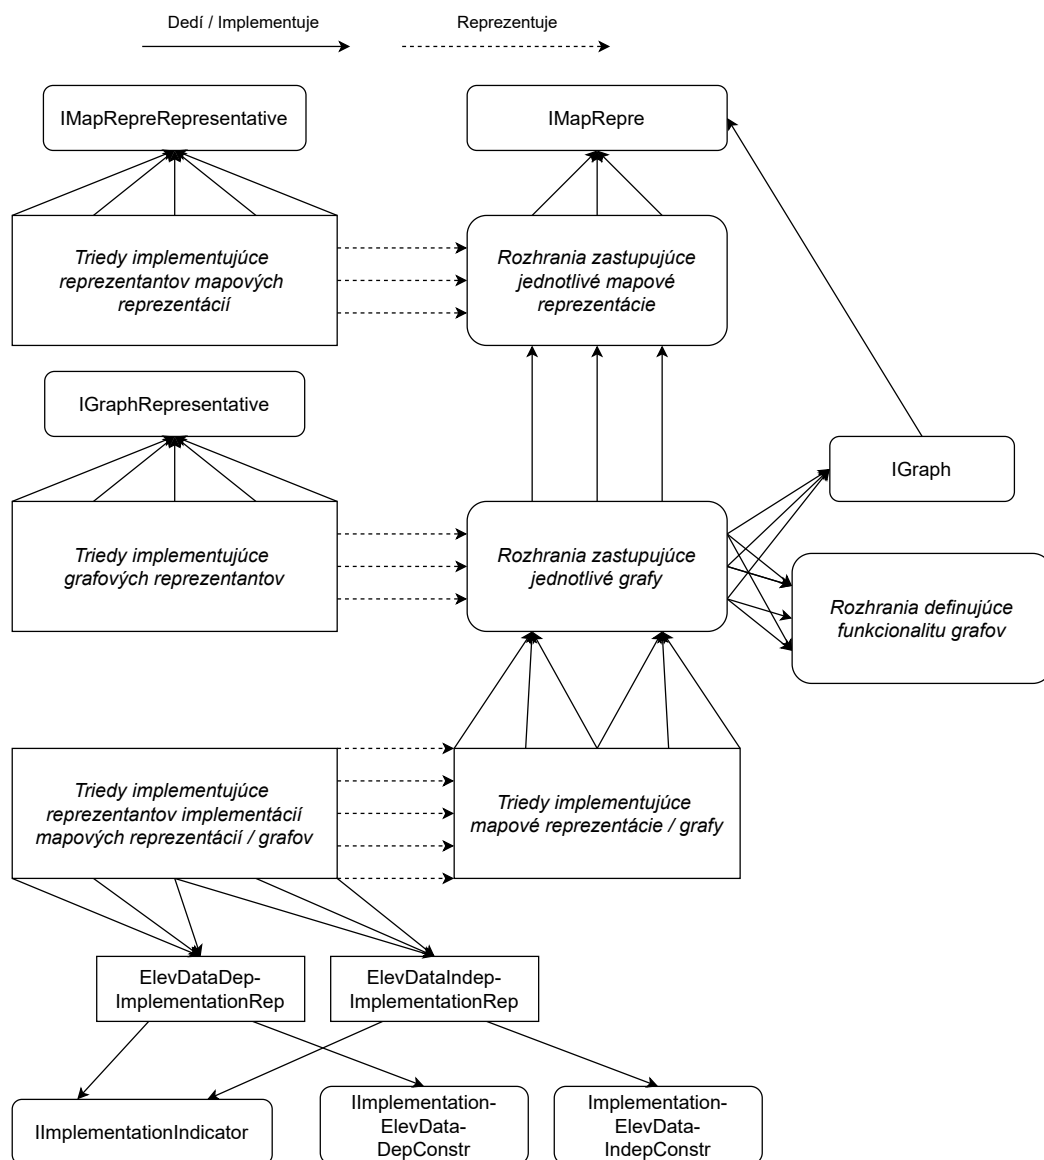 Dedí / Implementuje
Reprezentuje
IMapRepreRepresentative
IMapRepre
Triedy implementujúce
reprezentantov mapových
reprezentácií
Rozhrania zastupujúce
jednotlivé mapové
reprezentácie
IGraphRepresentative
IGraph
Triedy implementujúce
grafových reprezentantov
Rozhrania zastupujúce
jednotlivé grafy
Rozhrania definujúce
funkcionalitu grafov
Triedy implementujúce
reprezentantov implementácií
mapových reprezentácií / grafov
Triedy implementujúce
mapové reprezentácie / grafy
ElevDataDep-
ImplementationRep
ElevDataIndep-
ImplementationRep
IImplementationIndicator
IImplementation-
ElevData-
DepConstr
Implementation-
ElevData-
IndepConstr